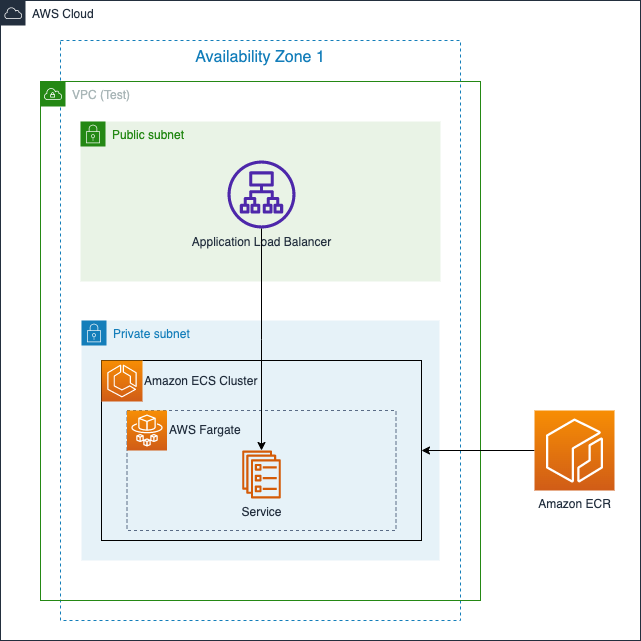 AWS Cloud
Availability Zone 1
VPC (Test)
Public subnet
Application Load Balancer
Private subnet
Amazon ECS Cluster
AWS Fargate
Service
Amazon ECR